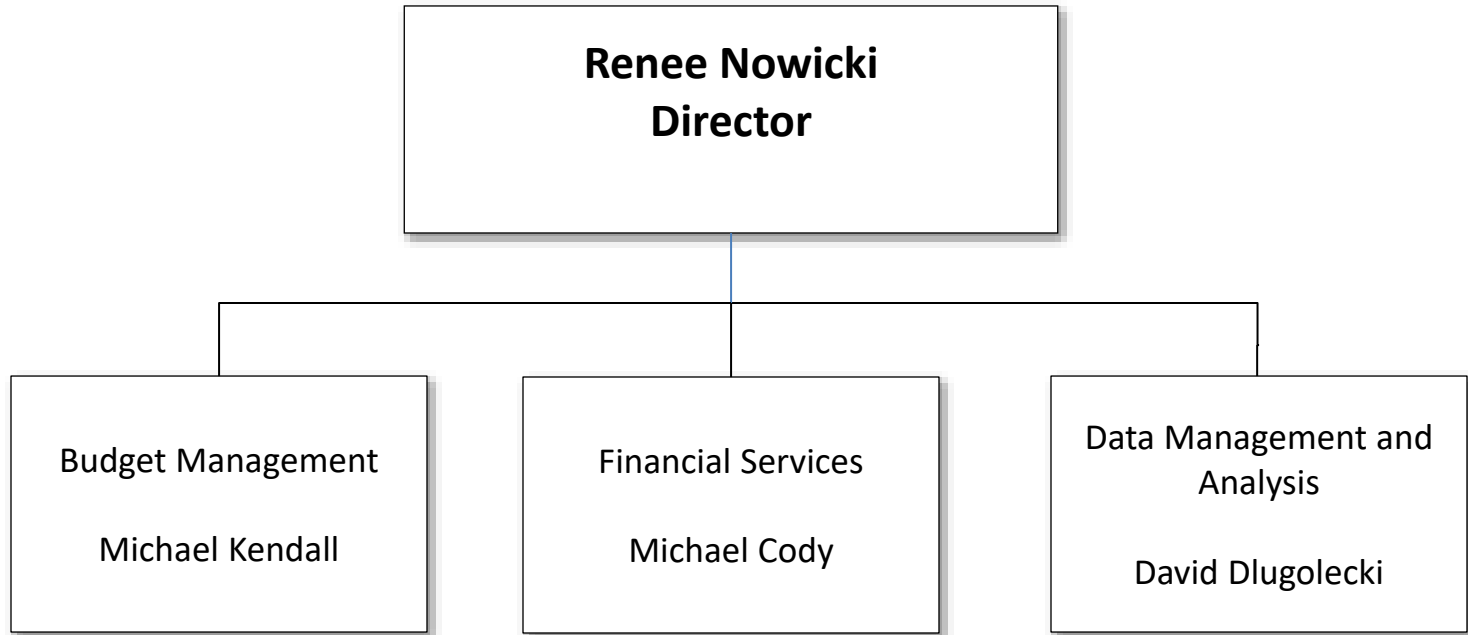 Renee Nowicki
Director
Budget Management
Michael Kendall
Financial Services
Michael Cody
Data Management and
Analysis
David Dlugolecki